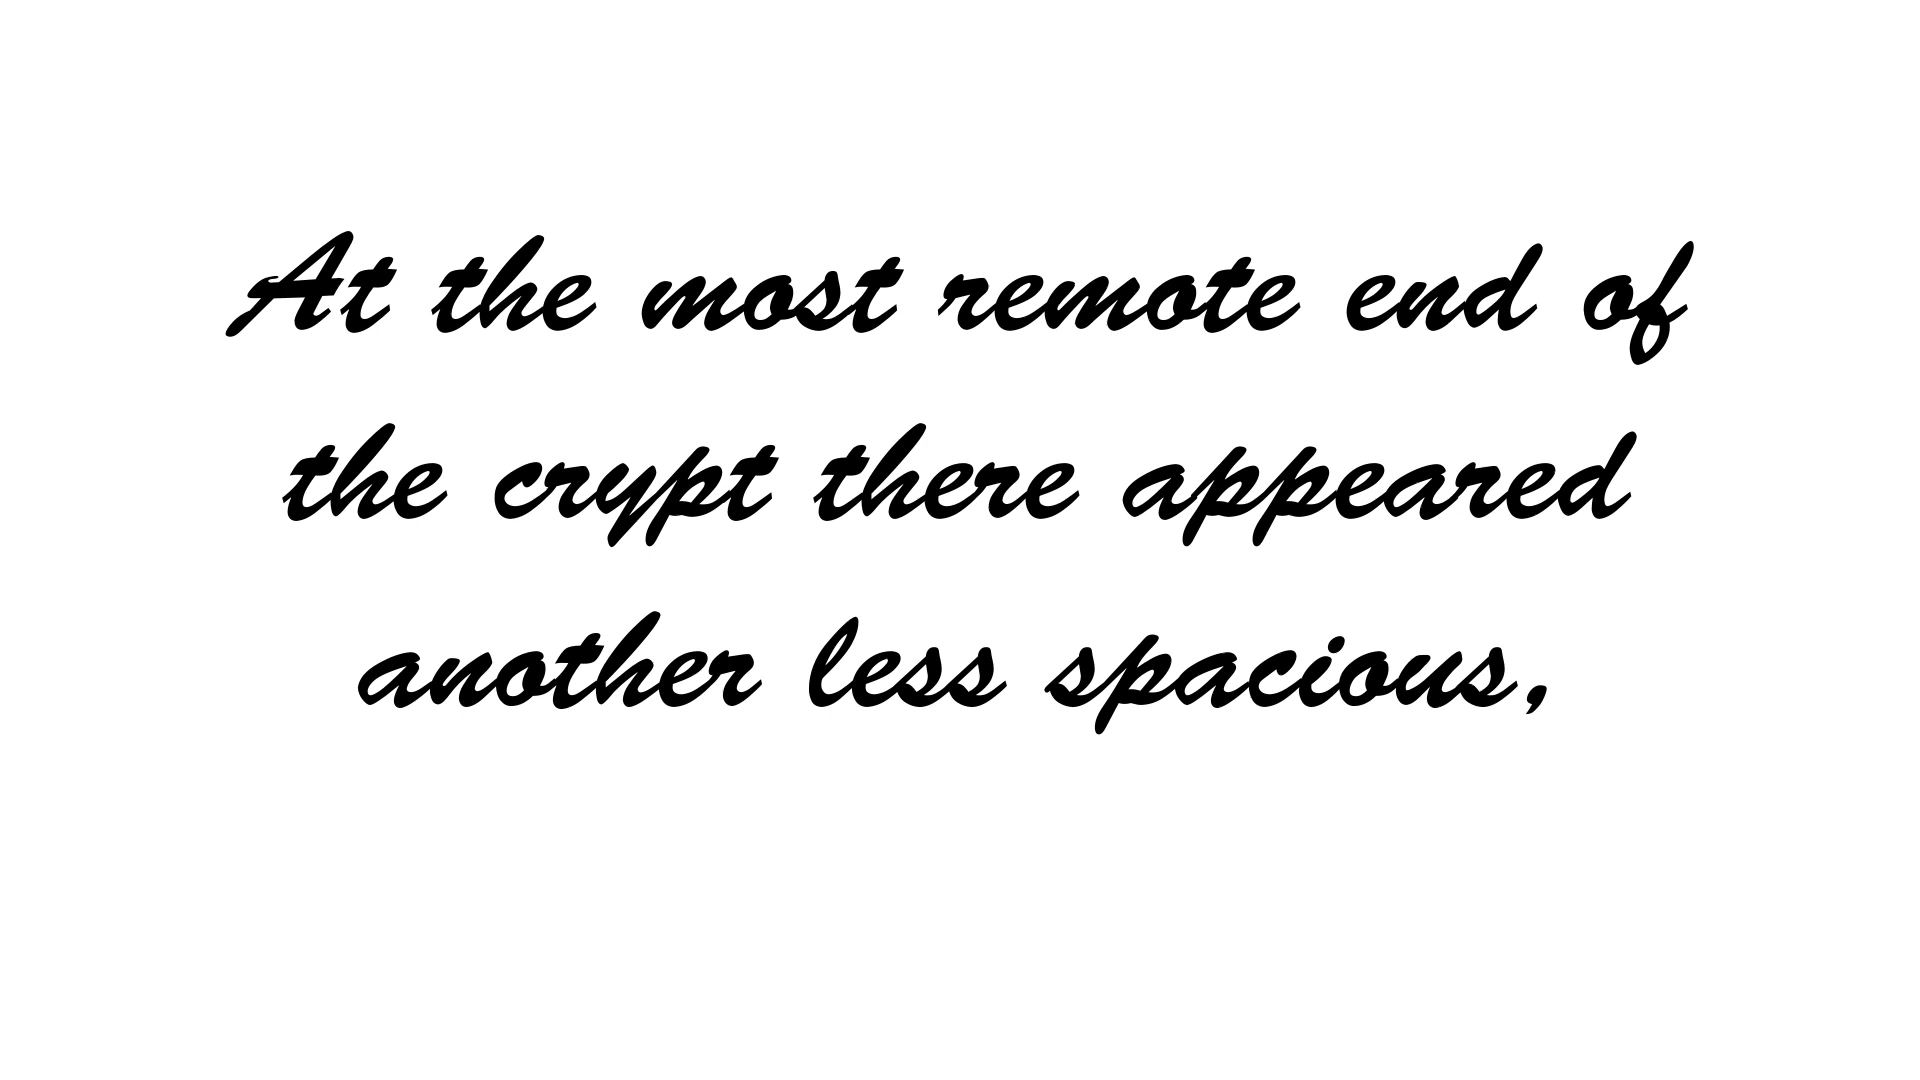 At the most remote end of
the crypt there appeared
another less spacious,